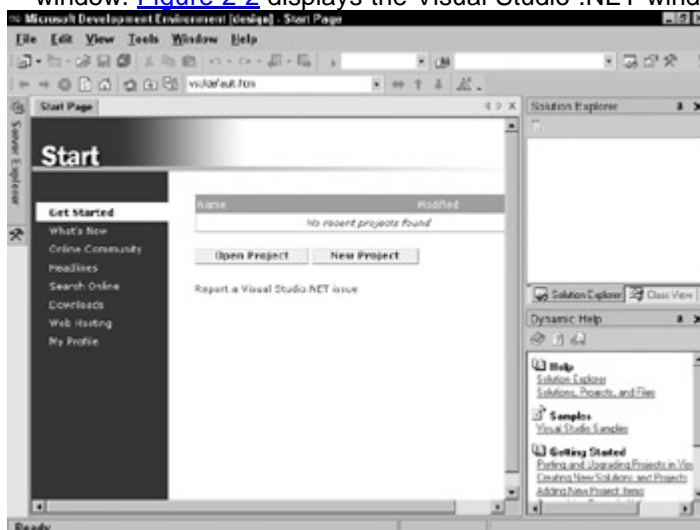 window. Figure 2-2 displays the Visual Studio .NET wind
Microsoft Development Environment [design] - Start Page
File Edit View Tools Window Help
vs:/default.htm
Start Page
Solution Explorer
Server Explorer
Start
Get Started
What's New
Online Community
Headlines
Search Online
Downloads
Web Hosting
My Profile
Name Modified
No recent projects found
Open Project New Project
Report a Visual Studio .NET issue
Solution Explorer Class View
Dynamic Help
Help
Solution Explorer
Solutions, Projects, and Files
Samples
Visual Studio Samples
Getting Started
Porting and Upgrading Projects in Vis
Creating New Solutions and Projects
Adding New Project Items
Ready